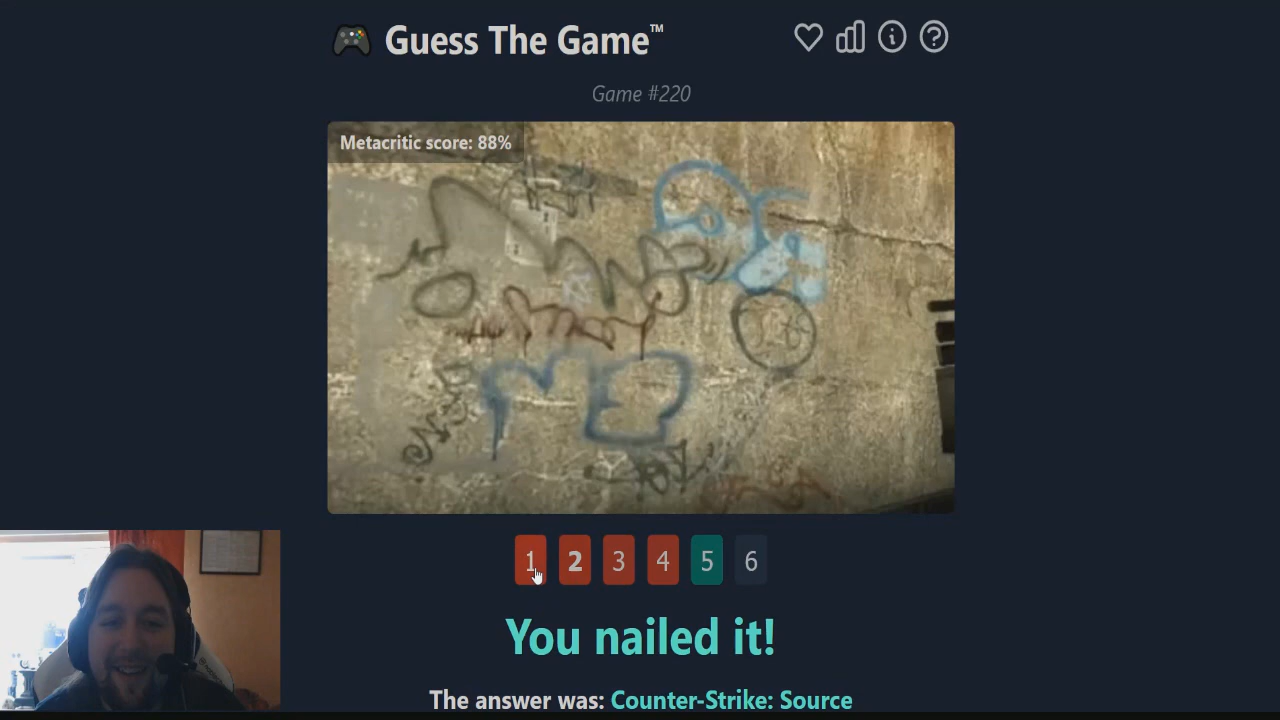 Guess The Game™
Game #220
Metacritic score: 88%
1 2 3 4 5 6
You nailed it!
The answer was: Counter-Strike: Source